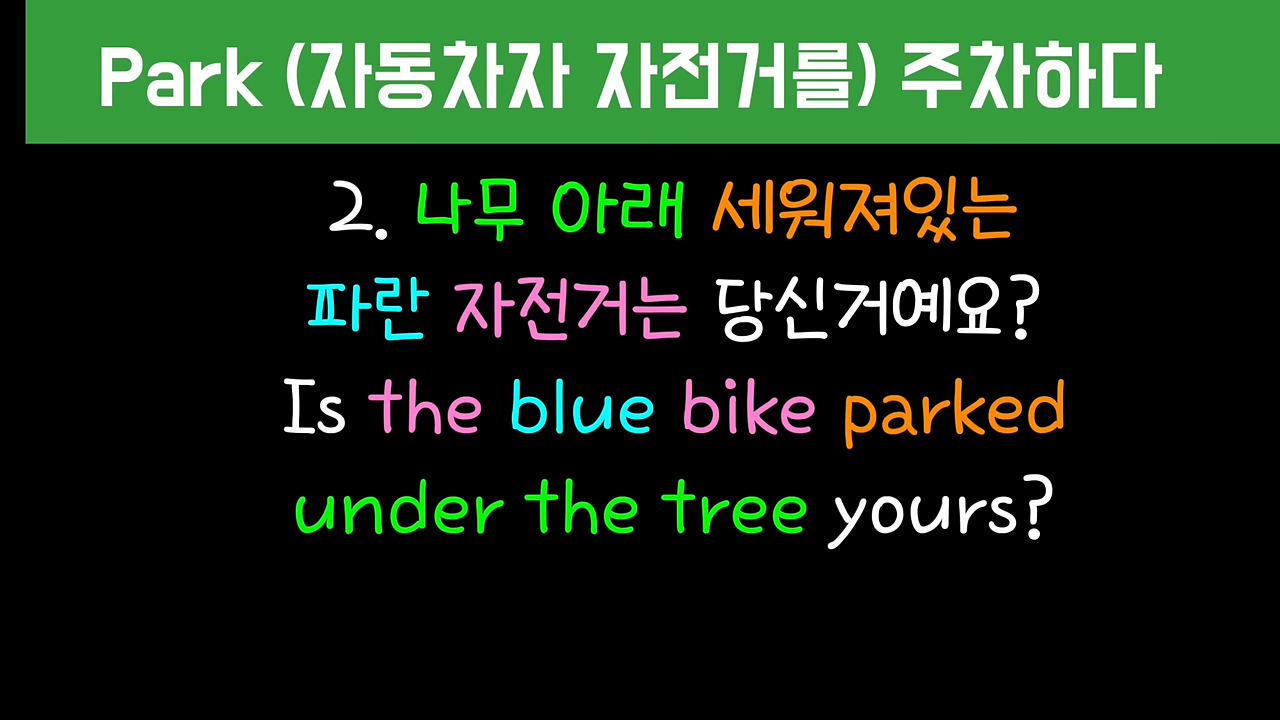 Park (자동차자 자전거를) 주차하다
2. 나무 아래 세워져있는
파란 자전거는 당신거예요?
Is the blue bike parked
under the tree yours?